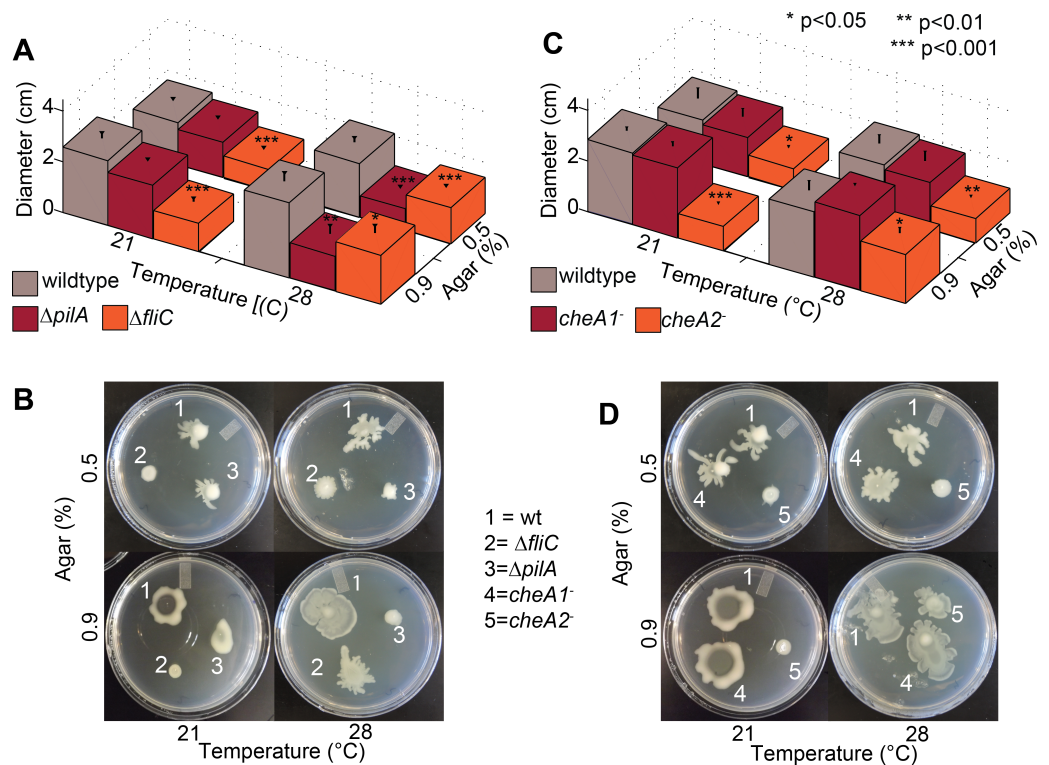 A
Diameter (cm)
4
2
0
***
***
***
***
**
*
21
28
Temperature [(C)
0.9
0.5
Agar (%)
wildtype
ΔpilA
ΔfliC
C
* p<0.05 ** p<0.01
*** p<0.001
Diameter (cm)
4
2
0
*
***
**
*
21
28
Temperature (°C)
0.9
0.5
Agar (%)
wildtype
cheA1-
cheA2-
B
Agar (%)
0.5
0.9
1
2
3
1
2
3
1
2
3
1
3
2
21
28
Temperature (°C)
1 = wt
2= ΔfliC
3=ΔpilA
4=cheA1-
5=cheA2-
D
Agar (%)
0.5
0.9
1
4
5
1
4
5
1
4
5
1
5
4
21
28
Temperature (°C)